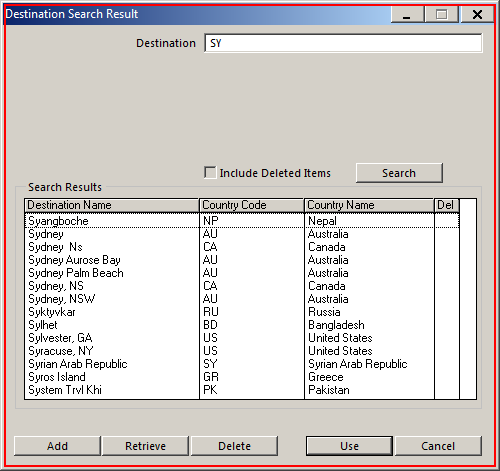 Destination Search Result
Destination SY
Include Deleted Items Search
Search Results
Destination Name Country Code Country Name Del
Syangboche NP Nepal
Sydney AU Australia
Sydney Ns CA Canada
Sydney Aurose Bay AU Australia
Sydney Palm Beach AU Australia
Sydney, NS CA Canada
Sydney, NSW AU Australia
Syktyvkar RU Russia
Sylhet BD Bangladesh
Sylvester, GA US United States
Syracuse, NY US United States
Syrian Arab Republic SY Syrian Arab Republic
Syros Island GR Greece
System Trvl Khi PK Pakistan
Add Retrieve Delete Use Cancel